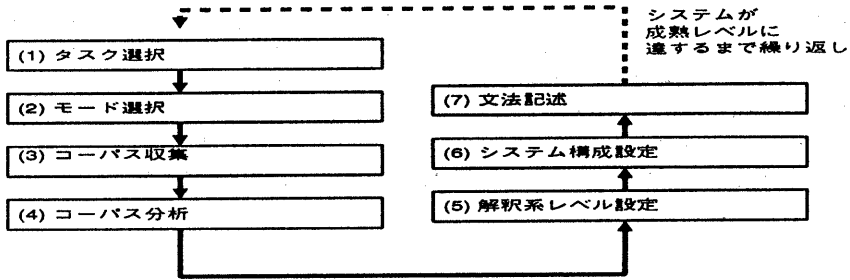 システムが
成熟レベルに
達するまで繰り返し
(1) タスク選択
(2) モード選択
(3) コーパス収集
(4) コーパス分析
(7) 文法記述
(6) システム構成設定
(5) 解釈系レベル設定